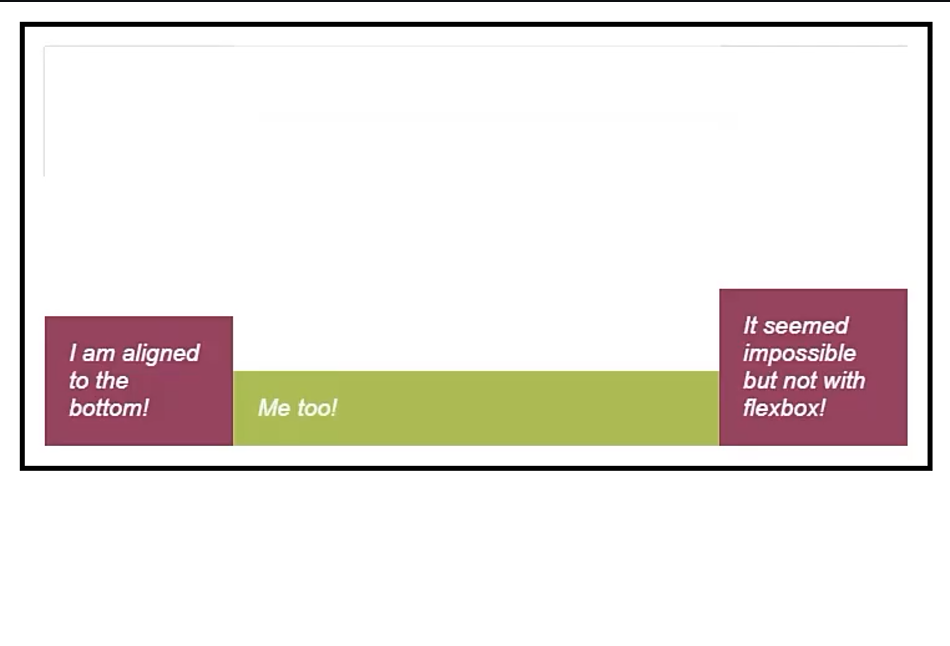 I am aligned
to the
bottom!
Me too!
It seemed
impossible
but not with
flexbox!